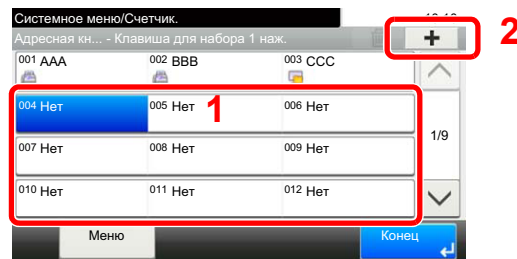 Системное меню/Счетчик.
Адресная кн... - Клавиша для набора 1 наж.
+ 2
001 AAA 002 BBB 003 CCC
004 Нет 005 Нет 1 006 Нет
1/9
007 Нет 008 Нет 009 Нет
010 Нет 011 Нет 012 Нет
Меню Конец